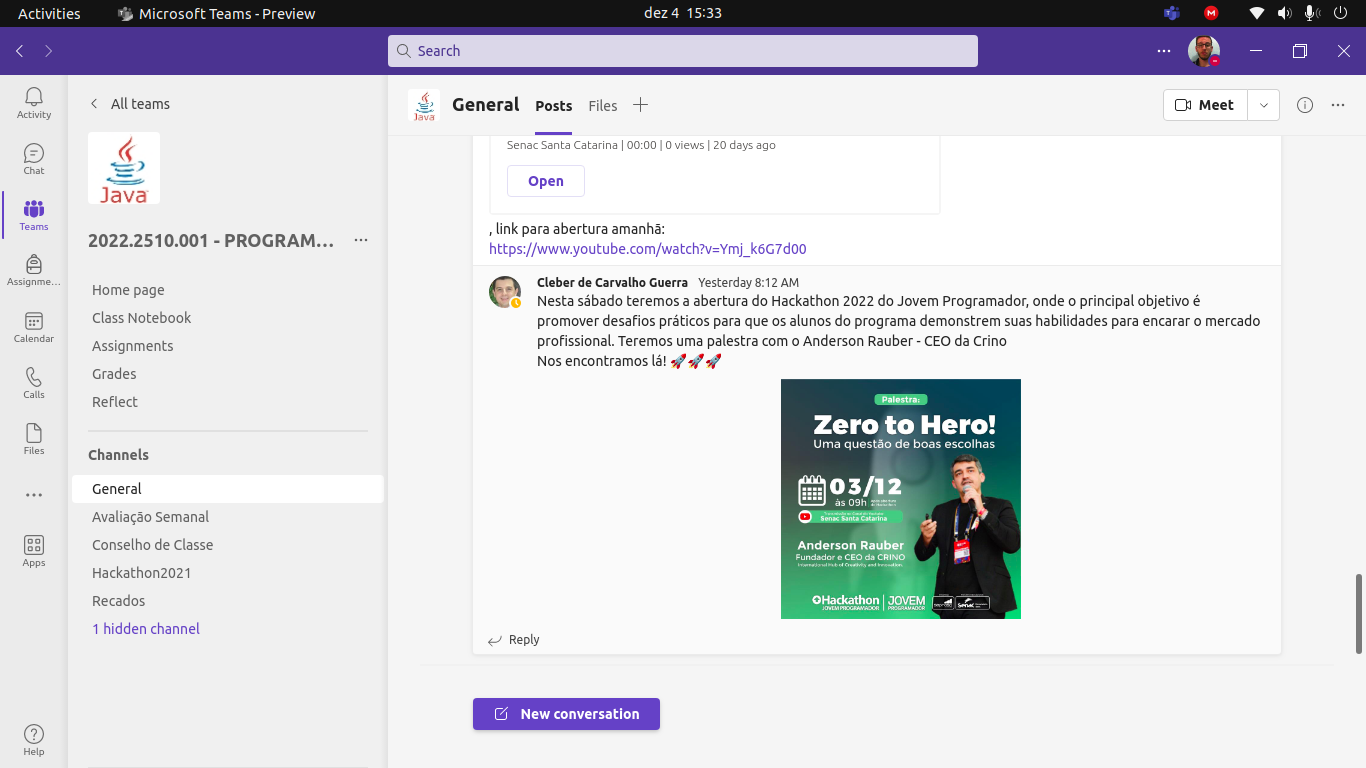 Activities
Microsoft Teams - Preview
dez 4 15:33
Search
Activity
Chat
Teams
Assignme...
Calendar
Calls
Files
Apps
Help
All teams
Java
2022.2510.001 - PROGRAM...
Home page
Class Notebook
Assignments
Grades
Reflect
Channels
General
Avaliação Semanal
Conselho de Classe
Hackathon2021
Recados
1 hidden channel
Java
General
Posts
Files
Meet
Senac Santa Catarina | 00:00 | 0 views | 20 days ago
Open
, link para abertura amanhã:
https://www.youtube.com/watch?v=Ymj_k6G7d00
Cleber de Carvalho Guerra Yesterday 8:12 AM
Nesta sábado teremos a abertura do Hackathon 2022 do Jovem Programador, onde o principal objetivo é
promover desafios práticos para que os alunos do programa demonstrem suas habilidades para encarar o mercado
profissional. Teremos uma palestra com o Anderson Rauber - CEO da Crino
Nos encontramos lá! 🚀🚀🚀
Palestra:
Zero to Hero!
Uma questão de boas escolhas
03/12
às 09h
Senac Santa Catarina
Anderson Rauber
Fundador e CEO da CRINO
International Hub of Creativity and Innovation
Hackathon
JOVEM PROGRAMADOR
JOVEM
PROGRAMADOR
Senac
Reply
New conversation